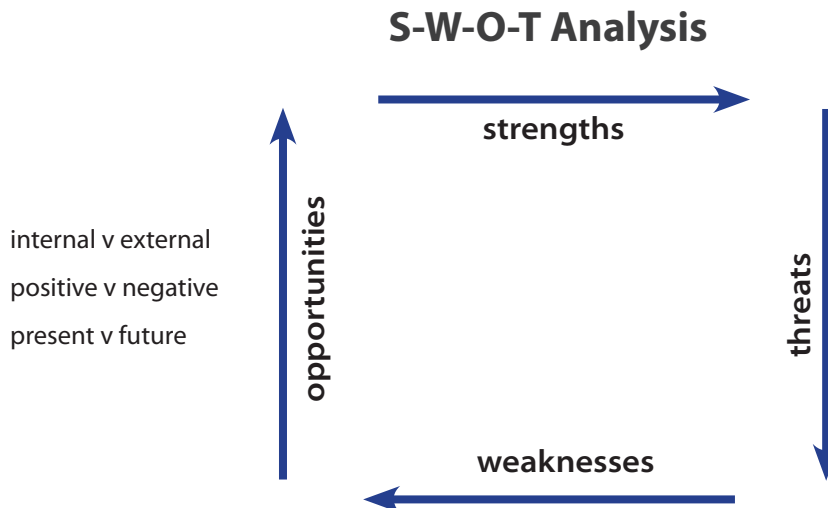 S-W-O-T Analysis
strengths
opportunities
internal v external
positive v negative
present v future
threats
weaknesses